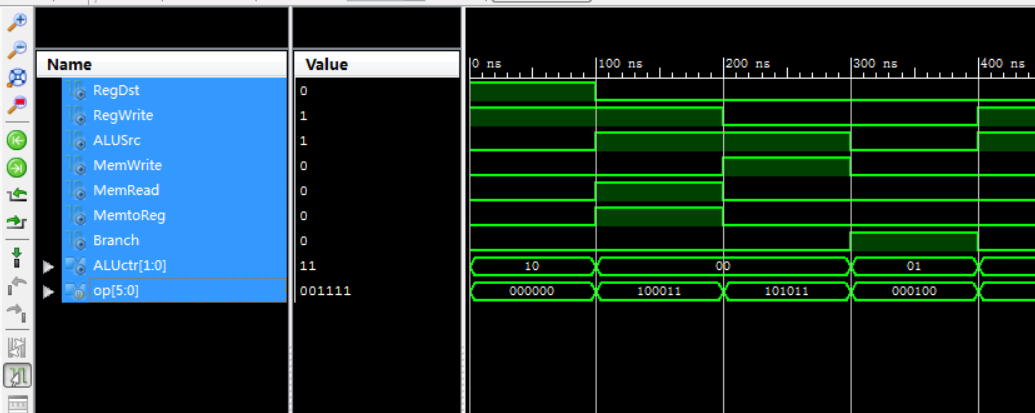 Name Value
0 ns 100 ns 200 ns 300 ns 400 ns
RegDst 0
RegWrite 1
ALUSrc 1
MemWrite 0
MemRead 0
MemtoReg 0
Branch 0
ALUctr[1:0] 11 10 00 01
op[5:0] 001111 000000 100011 101011 000100